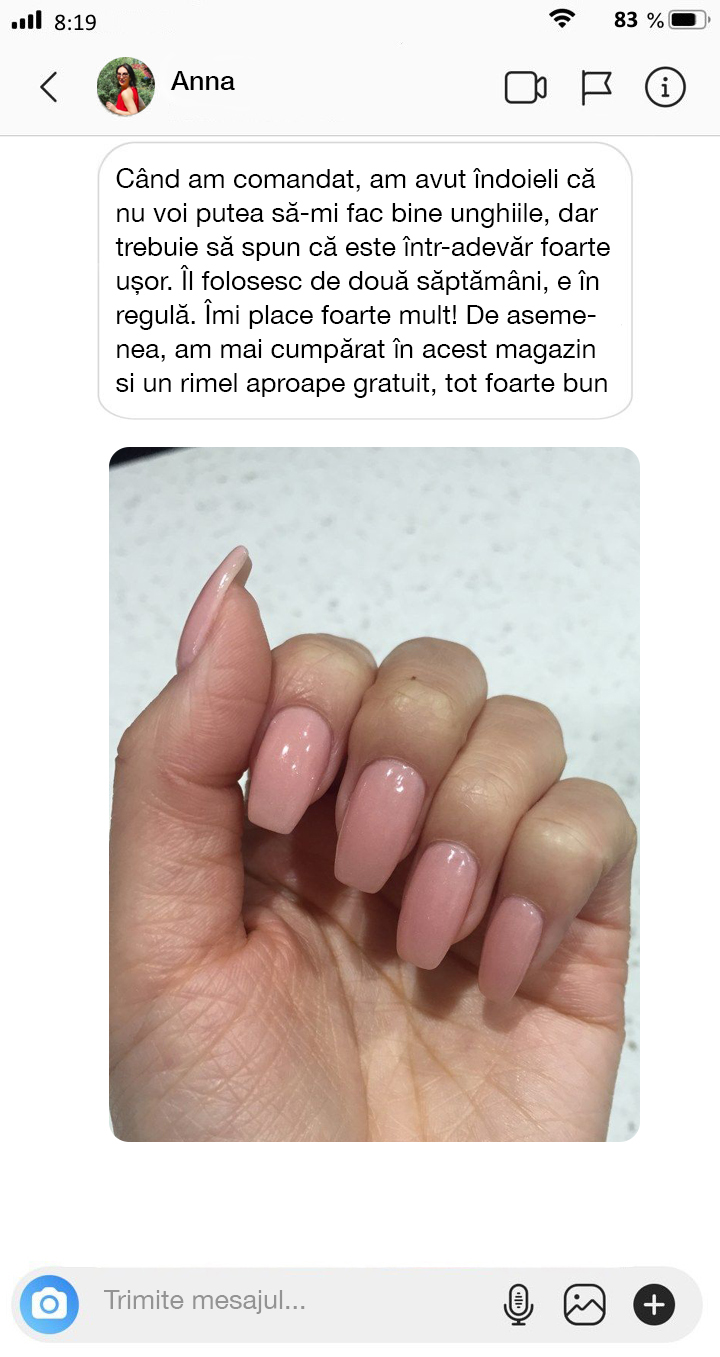 8:19
83 %
Anna
Când am comandat, am avut îndoieli că
nu voi putea să-mi fac bine unghiile, dar
trebuie să spun că este într-adevăr foarte
ușor. Îl folosesc de două săptămâni, e în
regulă. Îmi place foarte mult! De aseme-
nea, am mai cumpărat în acest magazin
si un rimel aproape gratuit, tot foarte bun
Trimite mesajul...